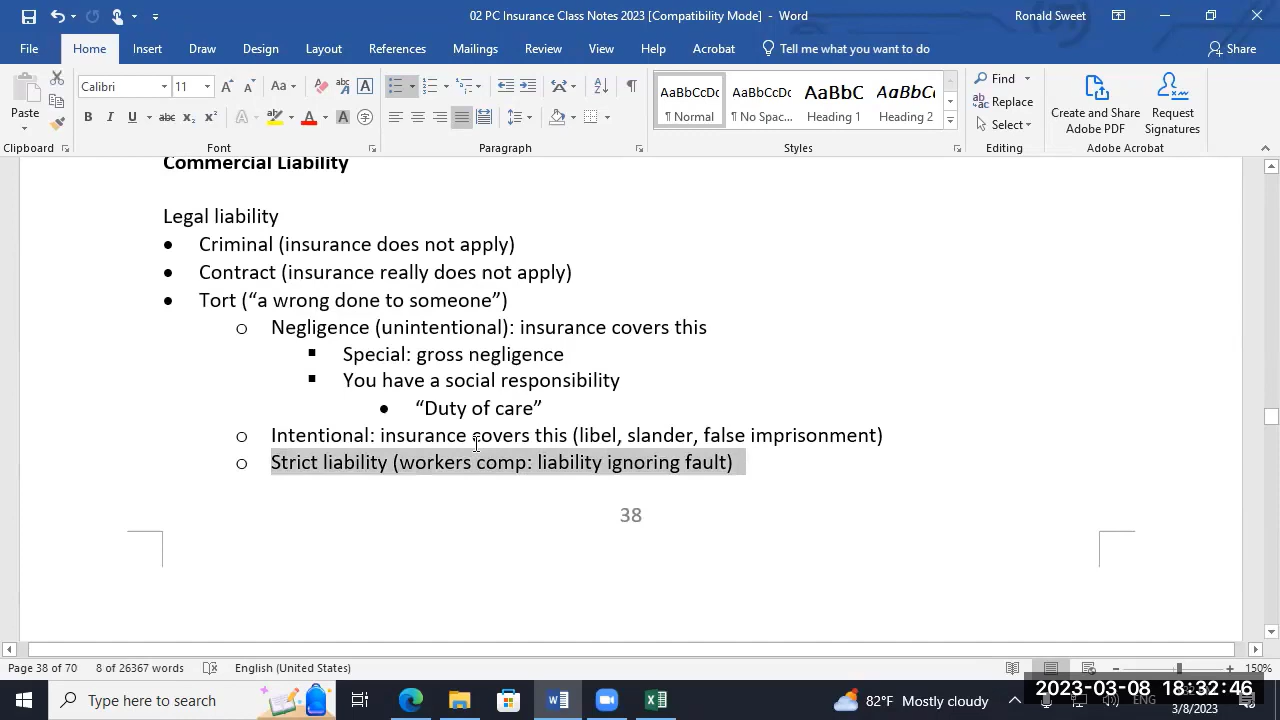 02 PC Insurance Class Notes 2023 [Compatibility Mode] - Word
Ronald Sweet
File Home Insert Draw Design Layout References Mailings Review View Help Acrobat Tell me what you want to do Share
Paste
Clipboard
Calibri 11
Font
Paragraph
AaBbCcDc AaBbCcDc AaBbC AaBbC
¶ Normal ¶ No Spac... Heading 1 Heading 2
Styles
Find
Replace
Select
Editing
Create and Share Adobe PDF
Request Signatures
Adobe Acrobat
Commercial Liability
Legal liability
• Criminal (insurance does not apply)
• Contract (insurance really does not apply)
• Tort (“a wrong done to someone”)
o Negligence (unintentional): insurance covers this
▪ Special: gross negligence
▪ You have a social responsibility
• “Duty of care”
o Intentional: insurance covers this (libel, slander, false imprisonment)
o Strict liability (workers comp: liability ignoring fault)
38
Page 38 of 70 8 of 26367 words English (United States) 150%
Type here to search
82°F Mostly cloudy
2023-03-08 18:32:46
ENG
3/8/2023